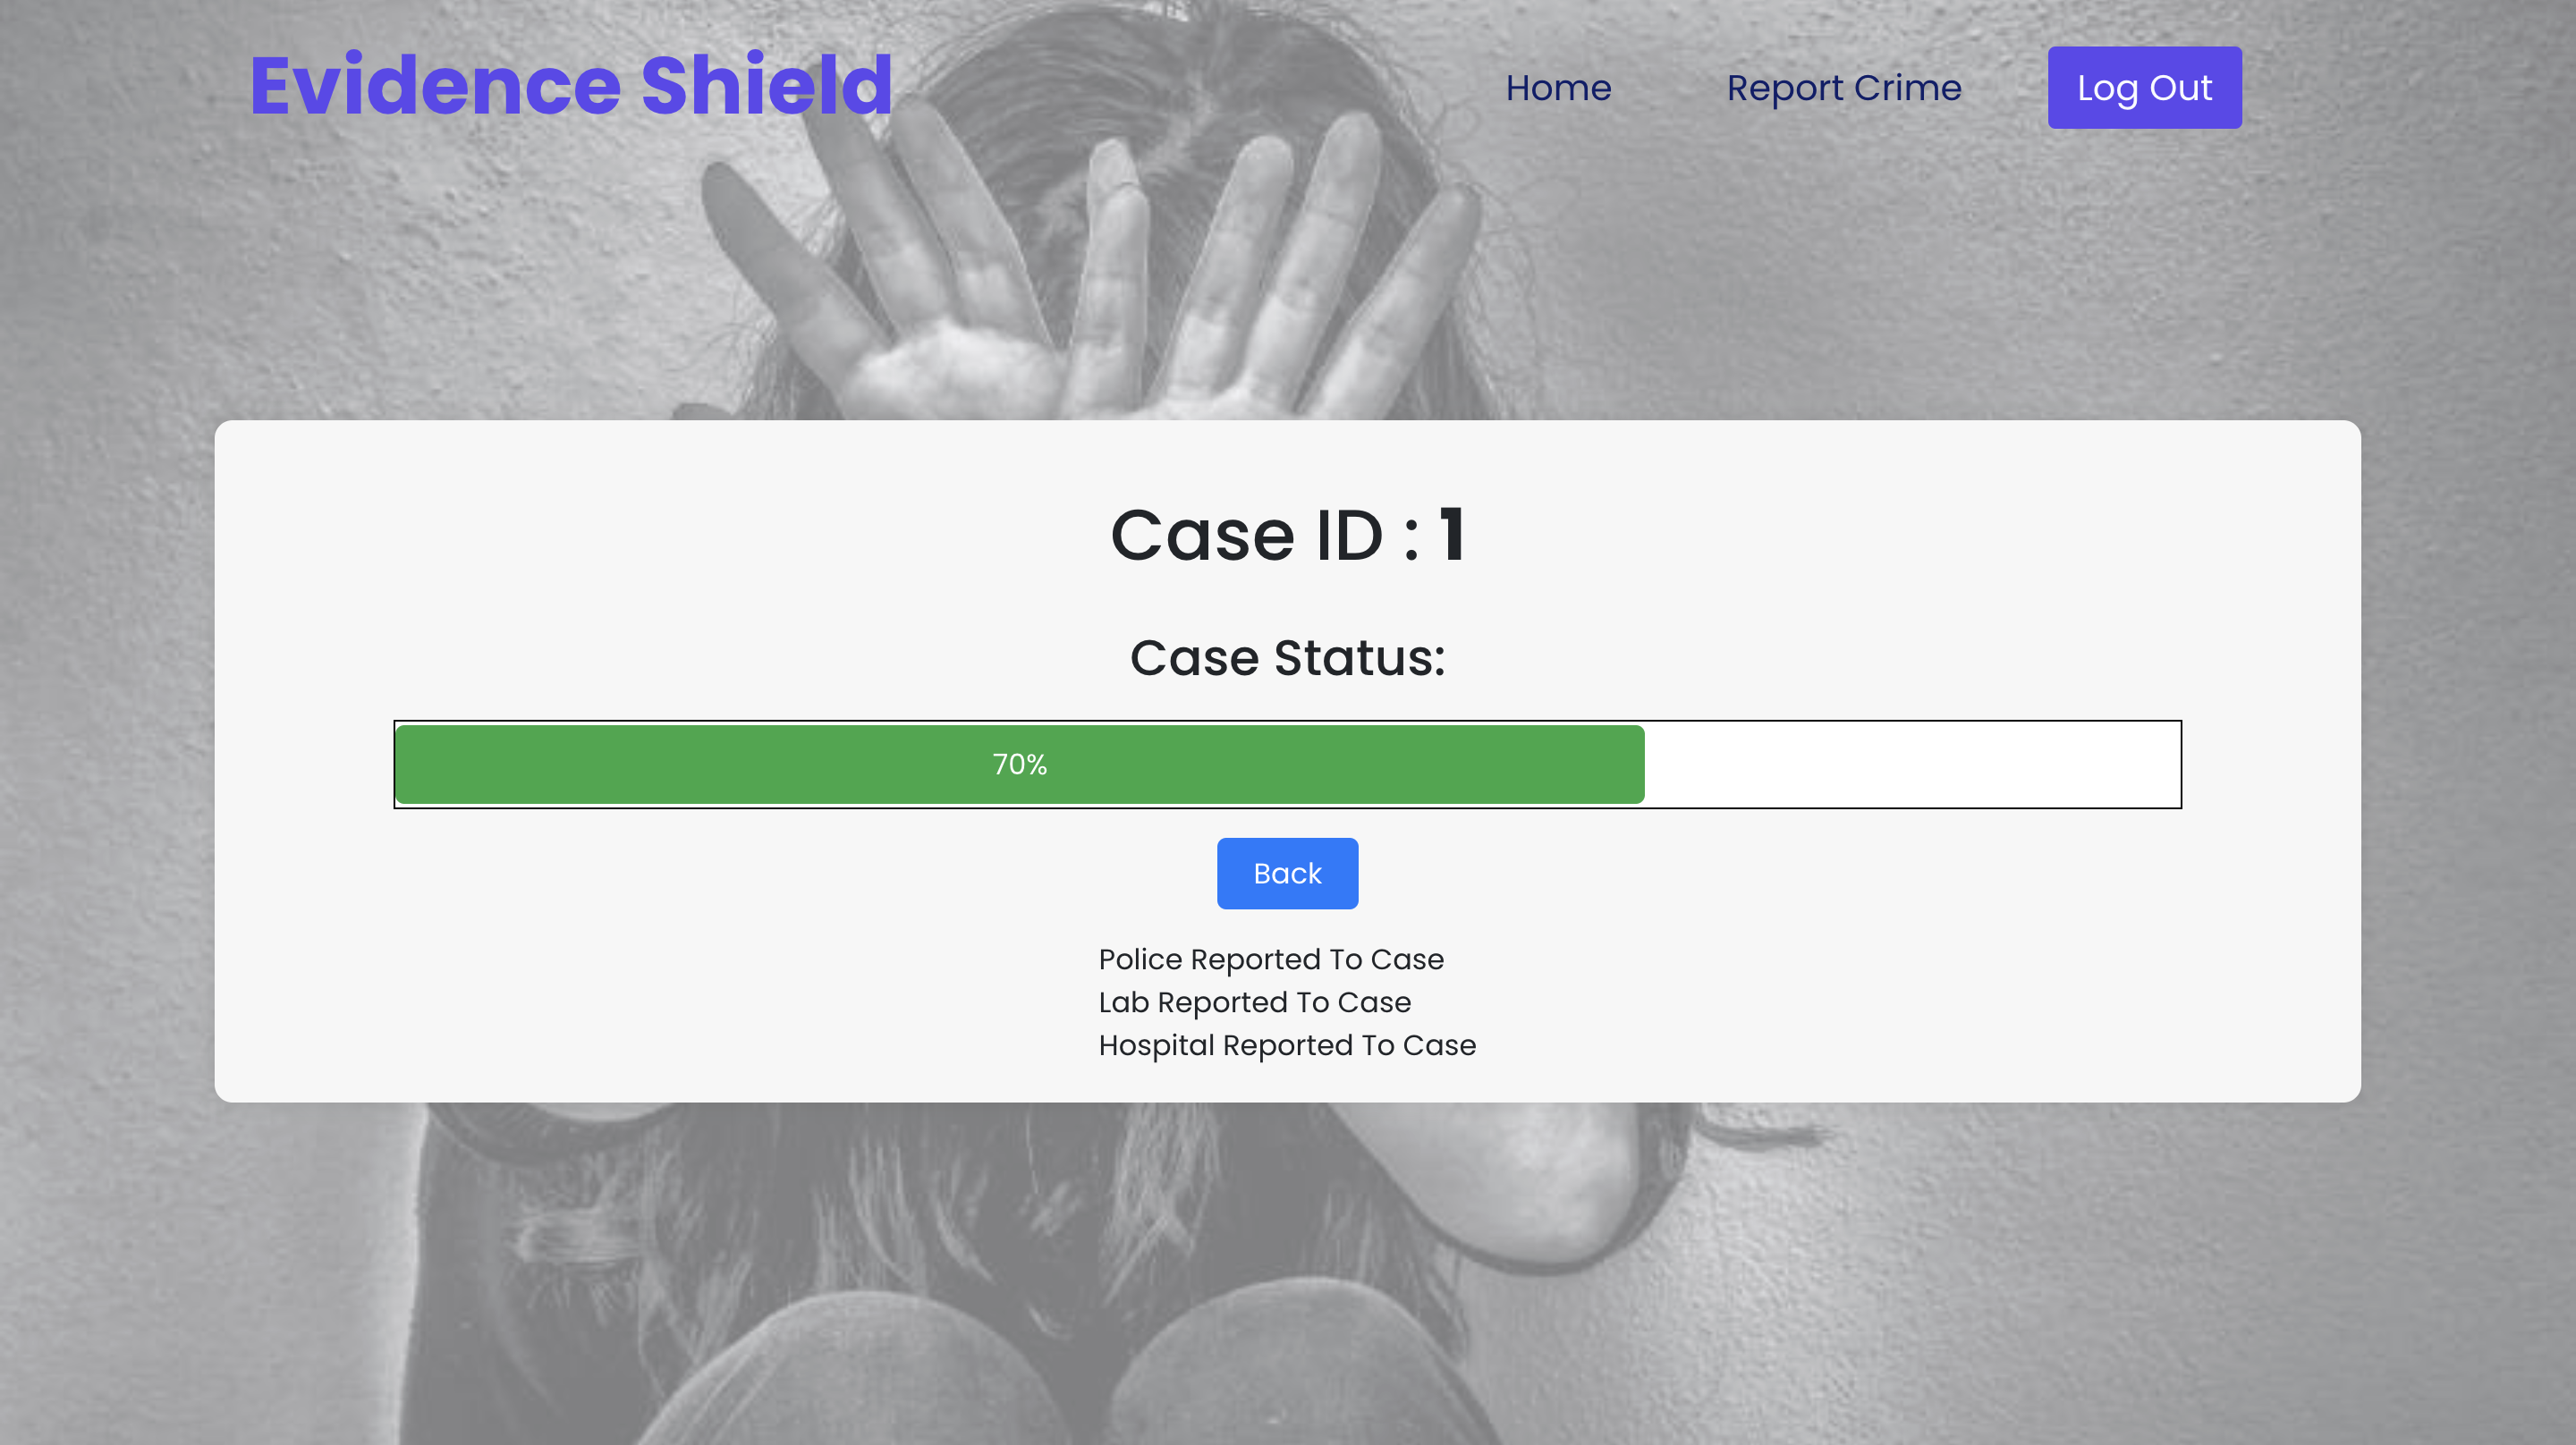 Evidence Shield
Home
Report Crime
Log Out
Case ID : 1
Case Status:
70%
Back
Police Reported To Case
Lab Reported To Case
Hospital Reported To Case